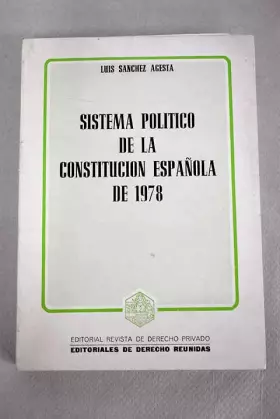 LUIS SANCHEZ AGESTA
SISTEMA POLITICO
DE LA
CONSTITUCION ESPAÑOLA
DE 1978
EDITORIAL REVISTA DE DERECHO PRIVADO
EDITORIALES DE DERECHO REUNIDAS